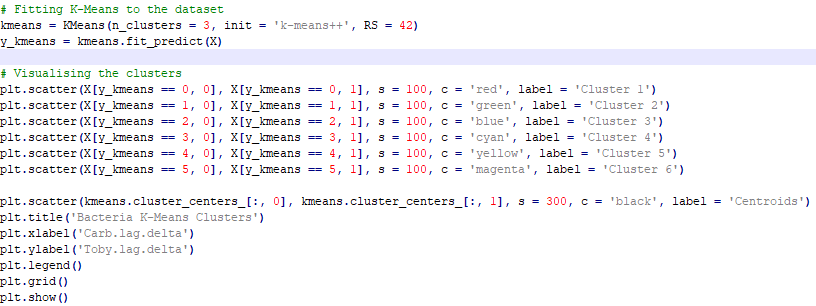 # Fitting K-Means to the dataset
kmeans = KMeans(n_clusters = 3, init = 'k-means++', RS = 42)
y_kmeans = kmeans.fit_predict(X)
# Visualising the clusters
plt.scatter(X[y_kmeans == 0, 0], X[y_kmeans == 0, 1], s = 100, c = 'red', label = 'Cluster 1')
plt.scatter(X[y_kmeans == 1, 0], X[y_kmeans == 1, 1], s = 100, c = 'green', label = 'Cluster 2')
plt.scatter(X[y_kmeans == 2, 0], X[y_kmeans == 2, 1], s = 100, c = 'blue', label = 'Cluster 3')
plt.scatter(X[y_kmeans == 3, 0], X[y_kmeans == 3, 1], s = 100, c = 'cyan', label = 'Cluster 4')
plt.scatter(X[y_kmeans == 4, 0], X[y_kmeans == 4, 1], s = 100, c = 'yellow', label = 'Cluster 5')
plt.scatter(X[y_kmeans == 5, 0], X[y_kmeans == 5, 1], s = 100, c = 'magenta', label = 'Cluster 6')
plt.scatter(kmeans.cluster_centers_[:, 0], kmeans.cluster_centers_[:, 1], s = 300, c = 'black', label = 'Centroids')
plt.title('Bacteria K-Means Clusters')
plt.xlabel('Carb.lag.delta')
plt.ylabel('Toby.lag.delta')
plt.legend()
plt.grid()
plt.show()